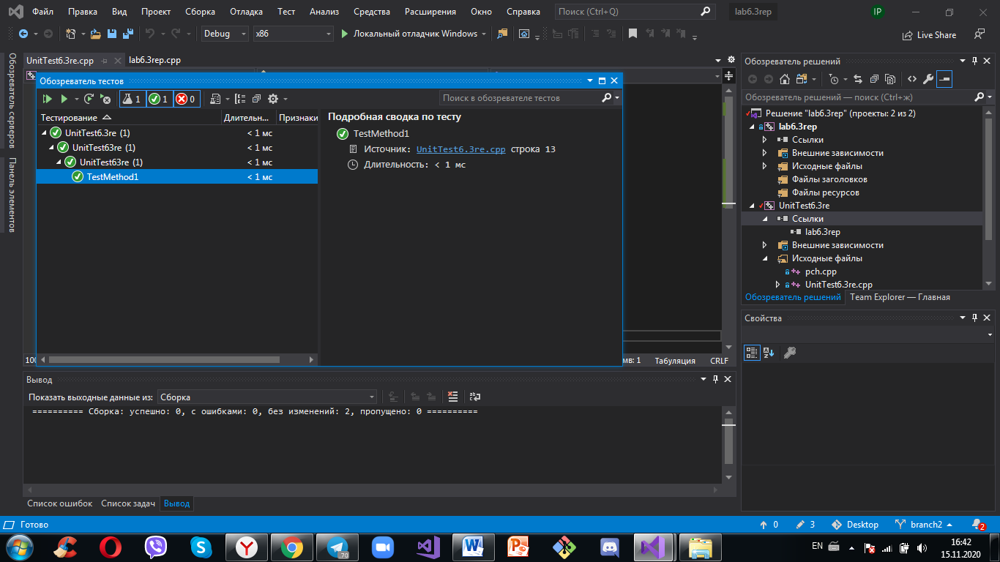 Файл Правка Вид Проект Сборка Отладка Тест Анализ Средства Расширения Окно Справка Поиск (Ctrl+Q) lab6.3rep IP
Debug x86 Локальный отладчик Windows Live Share
Обозреватель серверов
Панель элементов
UnitTest6.3re.cpp lab6.3rep.cpp
Обозреватель тестов
1 1 0 Поиск в обозревателе тестов
Тестирование Длительн... Признаки
UnitTest6.3re (1) < 1 мс
UnitTest63re (1) < 1 мс
UnitTest63re (1) < 1 мс
TestMethod1 < 1 мс
Подробная сводка по тесту
TestMethod1
Источник: UnitTest6.3re.cpp строка 13
Длительность: < 1 мс
100
мв: 1 Табуляция CRLF
Вывод
Показать выходные данные из: Сборка
========== Сборка: успешно: 0, с ошибками: 0, без изменений: 2, пропущено: 0 ==========
Список ошибок Список задач Вывод
Обозреватель решений
Обозреватель решений — поиск (Ctrl+ж)
Решение "lab6.3rep" (проекты: 2 из 2)
lab6.3rep
Ссылки
Внешние зависимости
Исходные файлы
Файлы заголовков
Файлы ресурсов
UnitTest6.3re
Ссылки
lab6.3rep
Внешние зависимости
Исходные файлы
pch.cpp
UnitTest6.3re.cpp
Обозреватель решений Team Explorer — Главная
Свойства
Готово 0 3 Desktop branch2 2
70 EN 16:42
15.11.2020